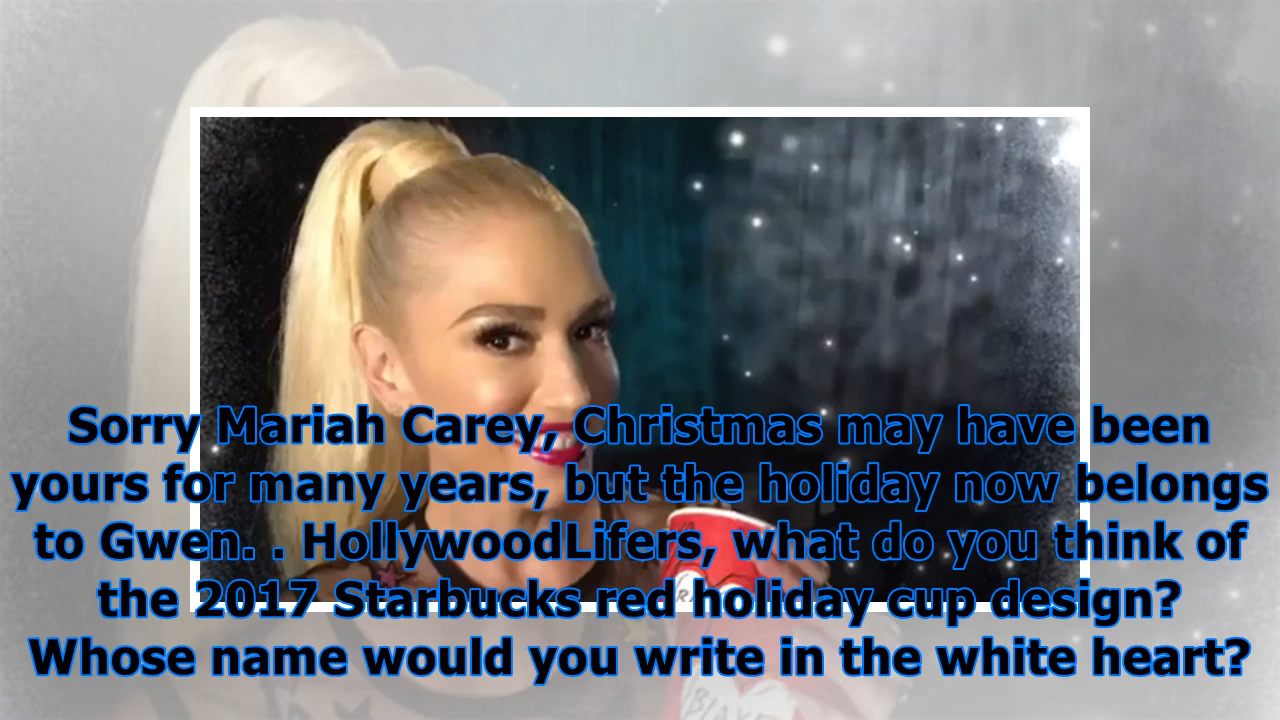 Sorry Mariah Carey, Christmas may have been
yours for many years, but the holiday now belongs
to Gwen. . HollywoodLifers, what do you think of
the 2017 Starbucks red holiday cup design?
Whose name would you write in the white heart?